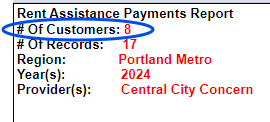 Rent Assistance Payments Report
# Of Customers: 8
# Of Records: 17
Region: Portland Metro
Year(s): 2024
Provider(s): Central City Concern